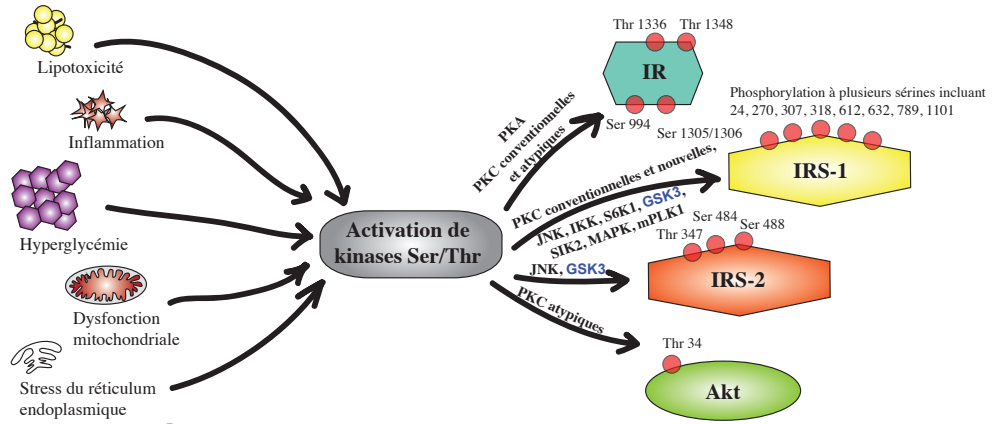 Lipotoxicité
Inflammation
Hyperglycémie
Dysfonction
mitochondriale
Stress du réticulum
endoplasmique
Activation de
kinases Ser/Thr
PKA
PKC conventionnelles
et atypiques
Thr 1336
Thr 1348
IR
Ser 994
Ser 1305/1306
PKC conventionnelles et nouvelles,
JNK, IKK, S6K1, GSK3,
SIK2, MAPK, mPLK1
Phosphorylation à plusieurs sérines incluant
24, 270, 307, 318, 612, 632, 789, 1101
IRS-1
JNK, GSK3
Thr 347
Ser 484
Ser 488
IRS-2
PKC atypiques
Thr 34
Akt